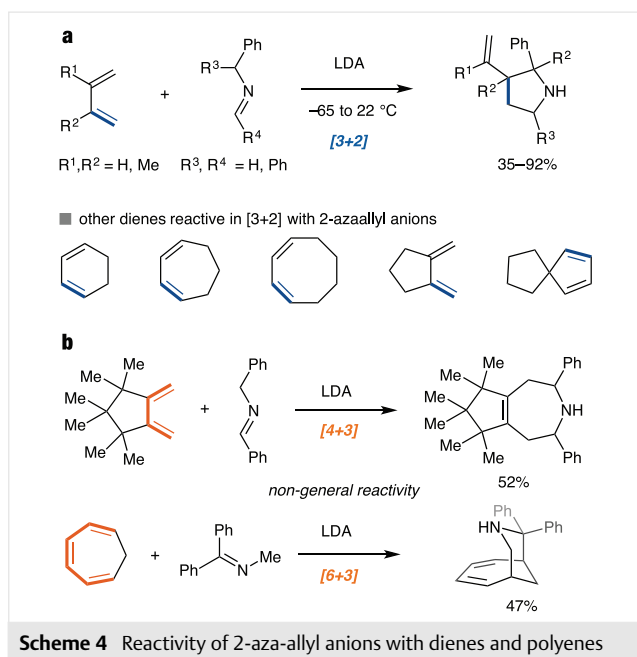 a
R¹
R²
+
R³
Ph
N
R⁴
LDA
–65 to 22 °C
[3+2]
R¹
Ph
R²
R²
NH
R³
R¹,R² = H, Me
R³, R⁴ = H, Ph
35–92%
other dienes reactive in [3+2] with 2-azaallyl anions
b
Me
Me
Me
Me
Me
Me
+
Ph
N
Ph
LDA
[4+3]
Me
Me
Me
Me
Me
Me
Ph
NH
Ph
52%
non-general reactivity
+
Ph
Ph
N
Me
LDA
[6+3]
Ph
HN
Ph
47%
Scheme 4 Reactivity of 2-aza-allyl anions with dienes and polyenes